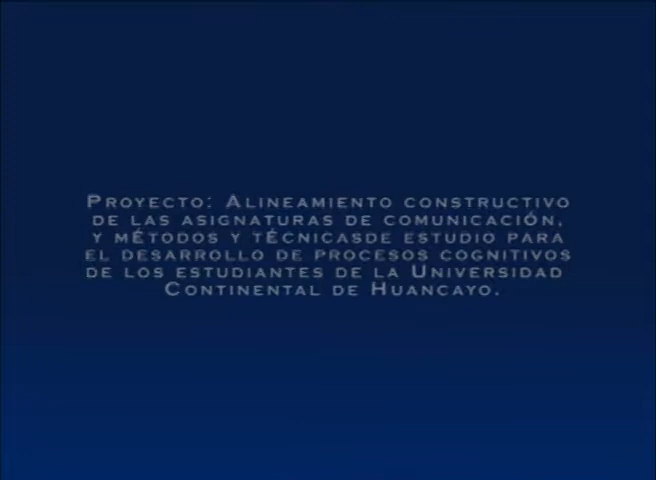 Proyecto: Alineamiento constructivo
de las asignaturas de comunicación,
y métodos y técnicasde estudio para
el desarrollo de procesos cognitivos
de los estudiantes de la Universidad
Continental de Huancayo.